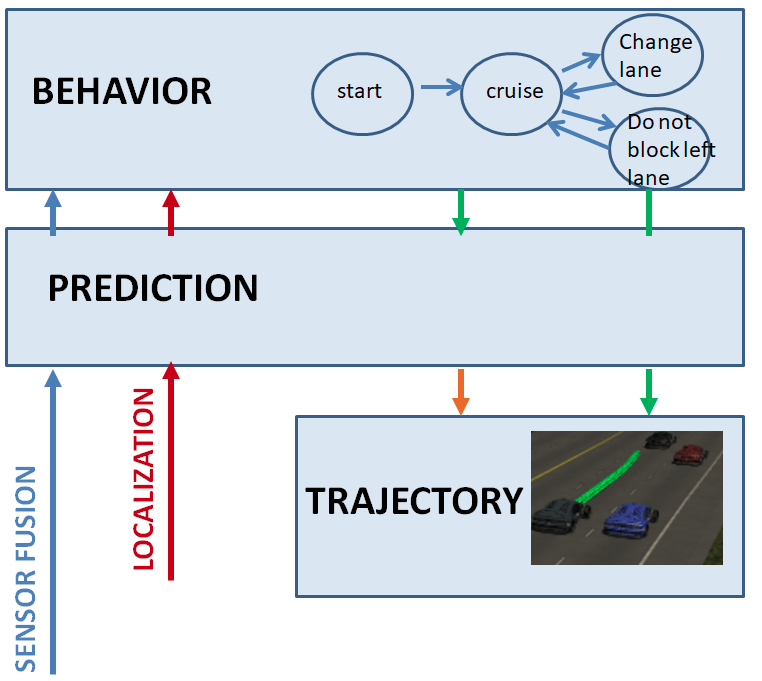 BEHAVIOR
start
cruise
Change
lane
Do not
block left
lane
PREDICTION
LOCALIZATION
SENSOR FUSION
TRAJECTORY